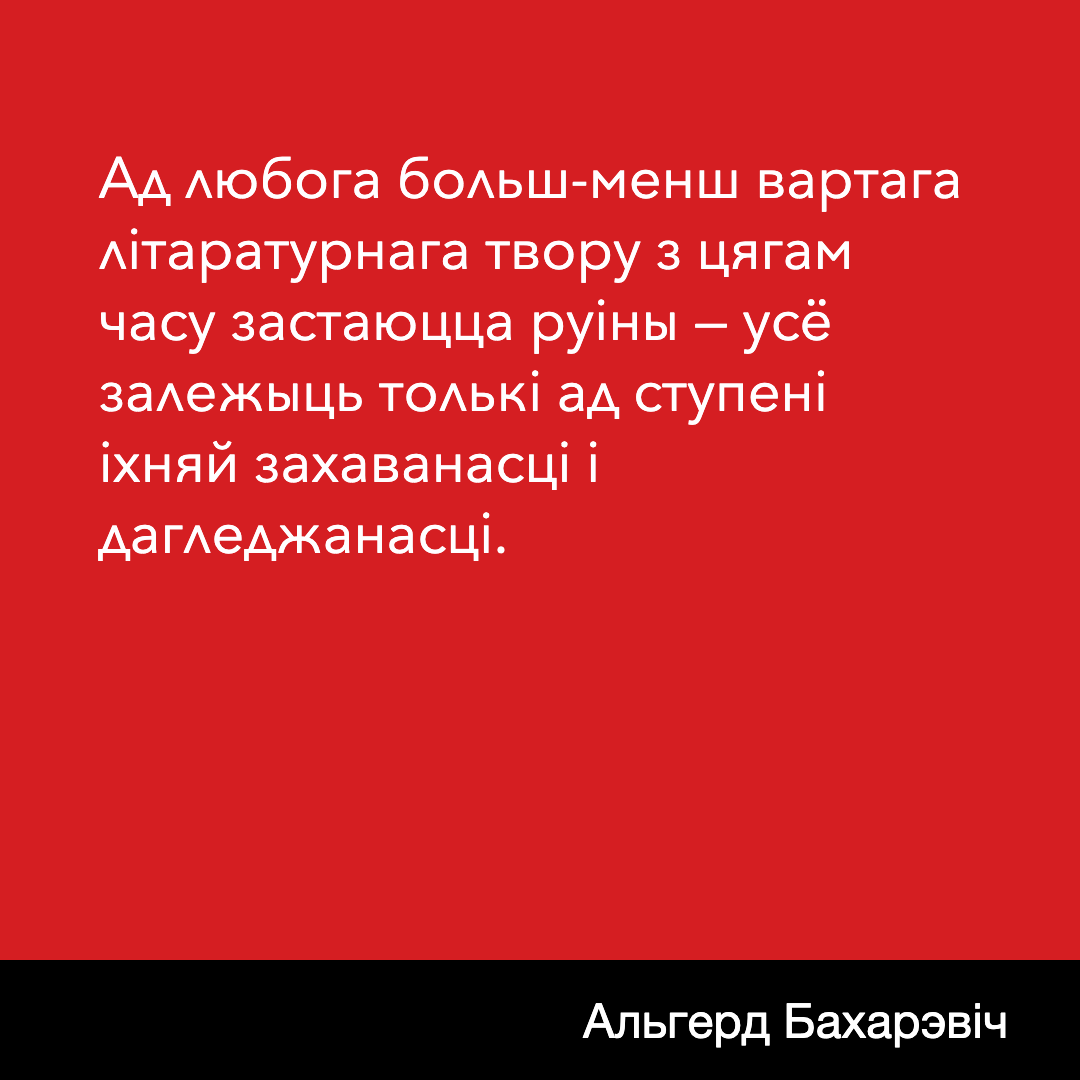 Ад любога больш-менш вартага
літаратурнага твору з цягам
часу застаюцца руіны — усё
залежыць толькі ад ступені
іхняй захаванасці і
дагледжанасці.
Альгерд Бахарэвіч